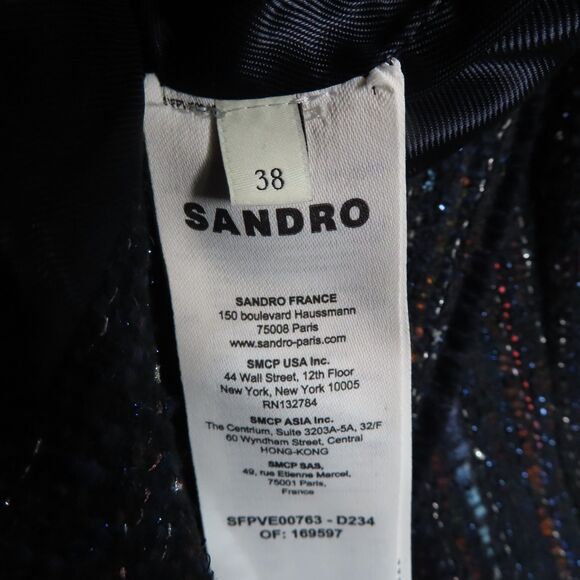 38
SANDRO
SANDRO FRANCE
150 boulevard Haussmann
75008 Paris
www.sandro-paris.com
SMCP USA Inc.
44 Wall Street, 12th Floor
New York, New York 10005
RN132784
SMCP ASIA Inc.
The Centrium, Suite 3203A-5A, 32/F
60 Wyndham Street, Central
HONG-KONG
SMCP SAS,
49, rue Etienne Marcel,
75001 Paris,
France
SFPVE00763 - D234
OF: 169597